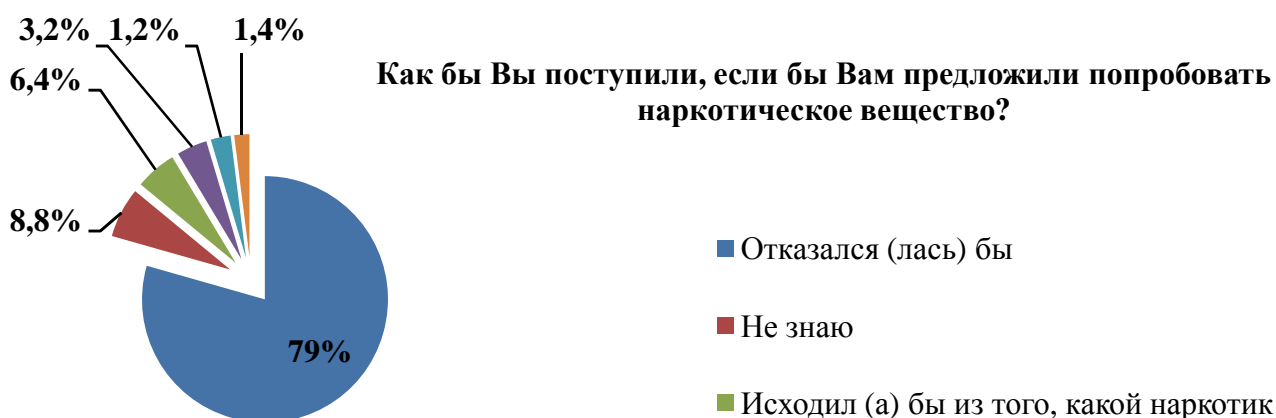 3,2% 1,2% 1,4%
6,4%
Как бы Вы поступили, если бы Вам предложили попробовать
наркотическое вещество?
8,8%
79%
Отказался (лась) бы
Не знаю
Исходил (а) бы из того, какой наркотик